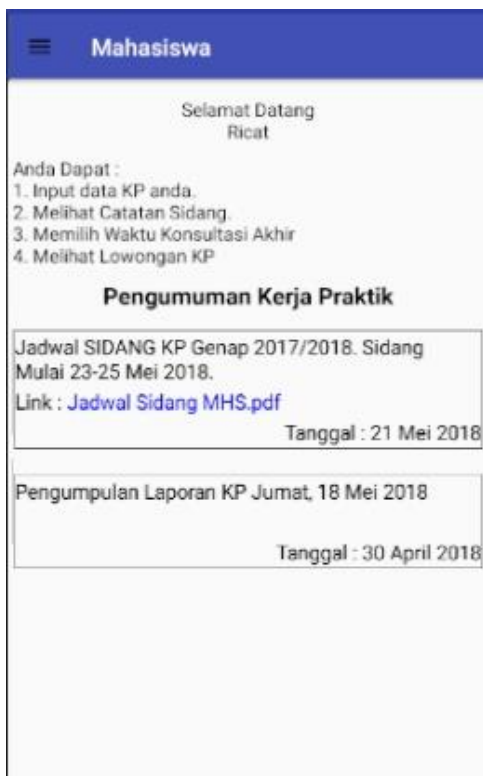 Mahasiswa
Selamat Datang
Ricat
Anda Dapat :
1. Input data KP anda.
2. Melihat Catatan Sidang.
3. Memilih Waktu Konsultasi Akhir
4. Melihat Lowongan KP
Pengumuman Kerja Praktik
Jadwal SIDANG KP Genap 2017/2018. Sidang
Mulai 23-25 Mei 2018.
Link : Jadwal Sidang MHS.pdf
Tanggal : 21 Mei 2018
Pengumpulan Laporan KP Jumat, 18 Mei 2018
Tanggal : 30 April 2018